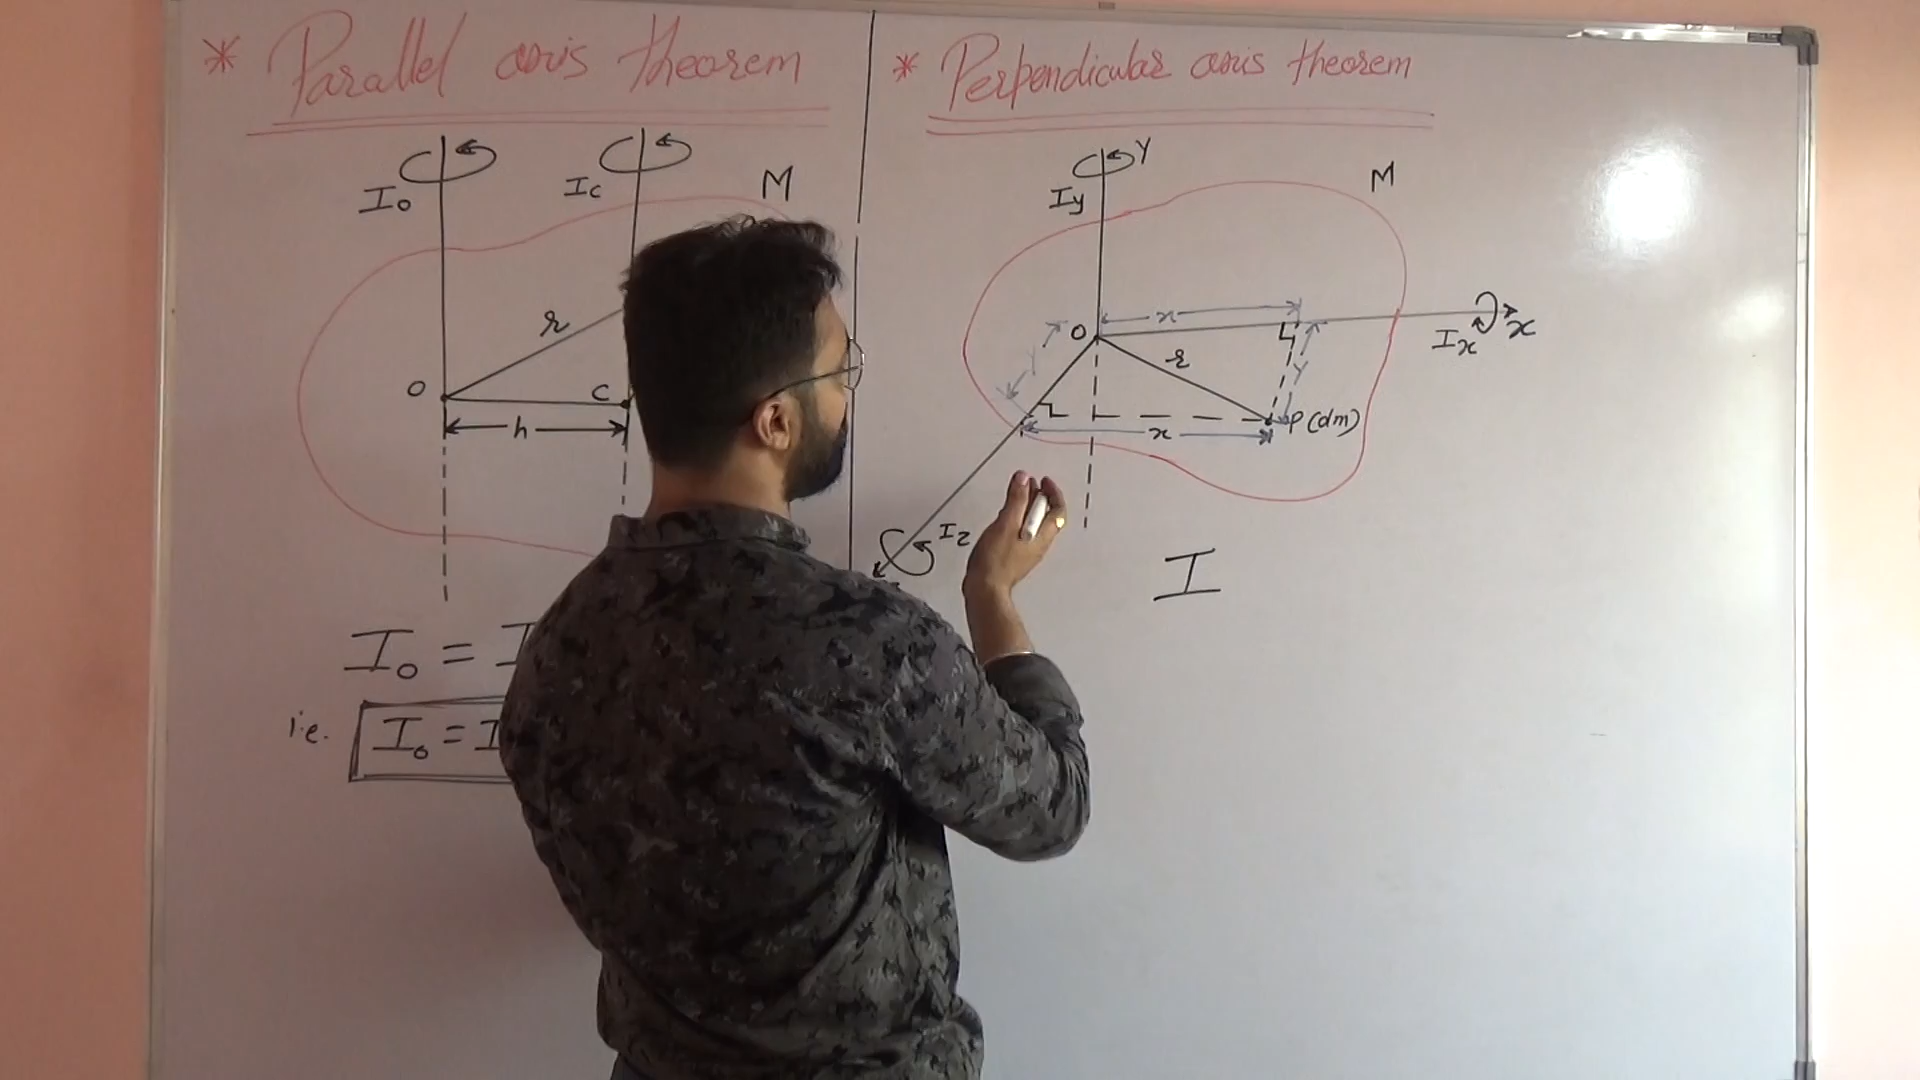 * Parallel axis theorem
I₀
Ic
M
r
O
C
h
I₀ = I
i.e. I₀ = I
* Perpendicular axis theorem
Y
Iy
M
x
O
r
Y
Y
Ix
x
P(dm)
x
Iz
I